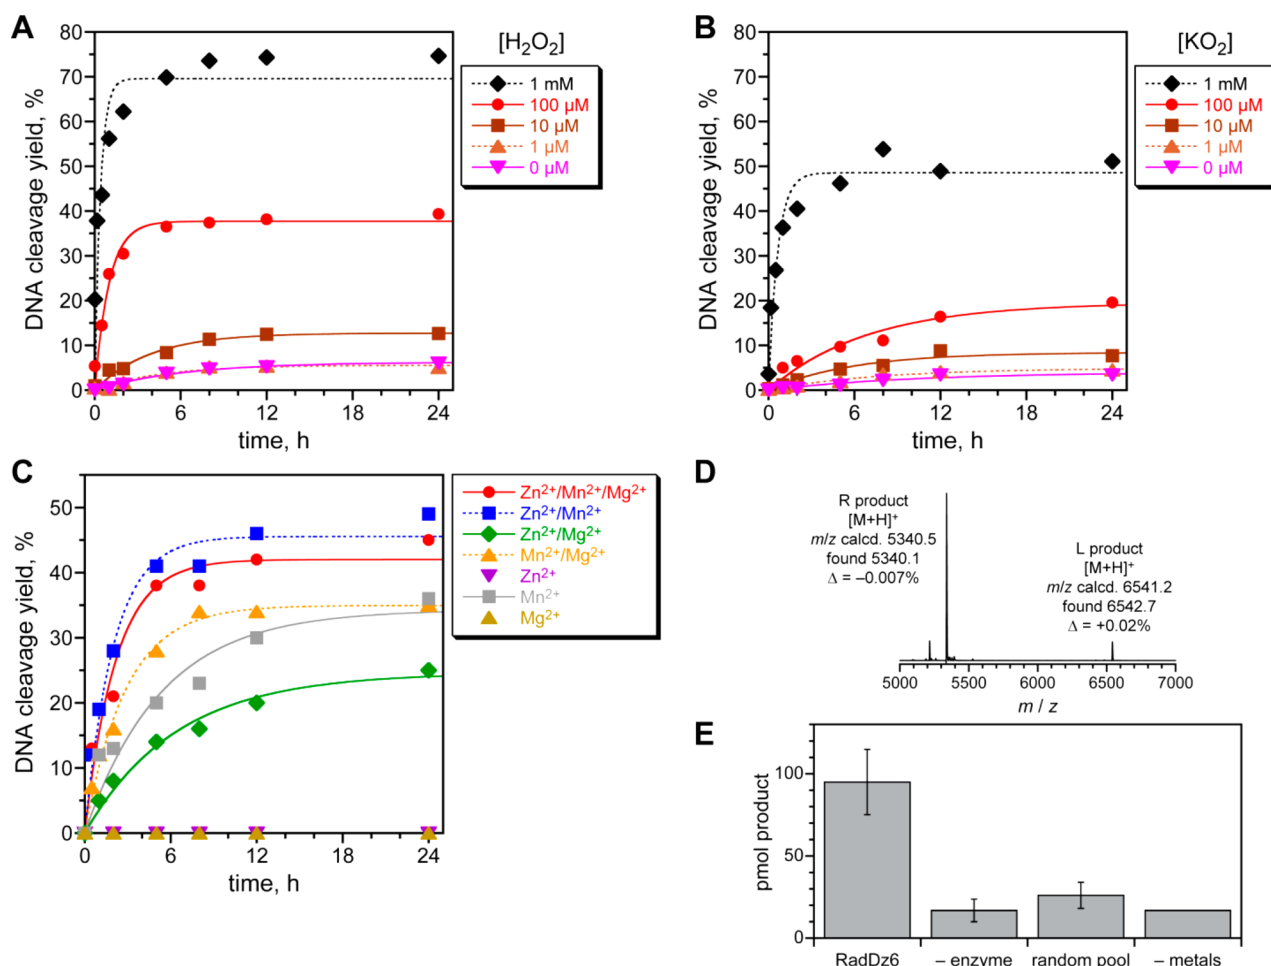 A
[H2O2]
80
70
60
50
40
30
20
10
0
DNA cleavage yield, %
0
6
12
18
24
time, h
1 mM
100 µM
10 µM
1 µM
0 µM
B
[KO2]
80
70
60
50
40
30
20
10
0
DNA cleavage yield, %
0
6
12
18
24
time, h
1 mM
100 µM
10 µM
1 µM
0 µM
C
50
40
30
20
10
0
DNA cleavage yield, %
0
6
12
18
24
time, h
Zn2+/Mn2+/Mg2+
Zn2+/Mn2+
Zn2+/Mg2+
Mn2+/Mg2+
Zn2+
Mn2+
Mg2+
D
R product
[M+H]+
m/z calcd. 5340.5
found 5340.1
Δ = –0.007%
L product
[M+H]+
m/z calcd. 6541.2
found 6542.7
Δ = +0.02%
5000
5500
6000
6500
7000
m / z
E
100
50
0
pmol product
RadDz6
– enzyme
random pool
– metals